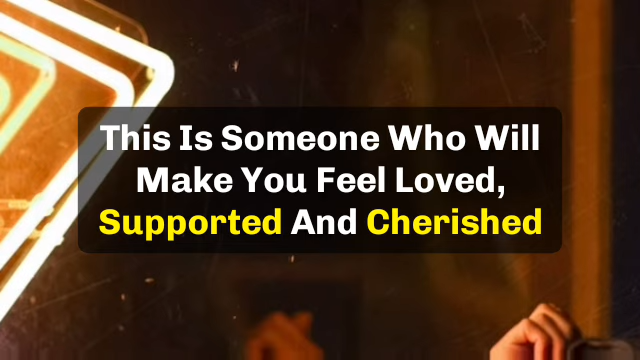 This Is Someone Who Will
Make You Feel Loved,
Supported And Cherished